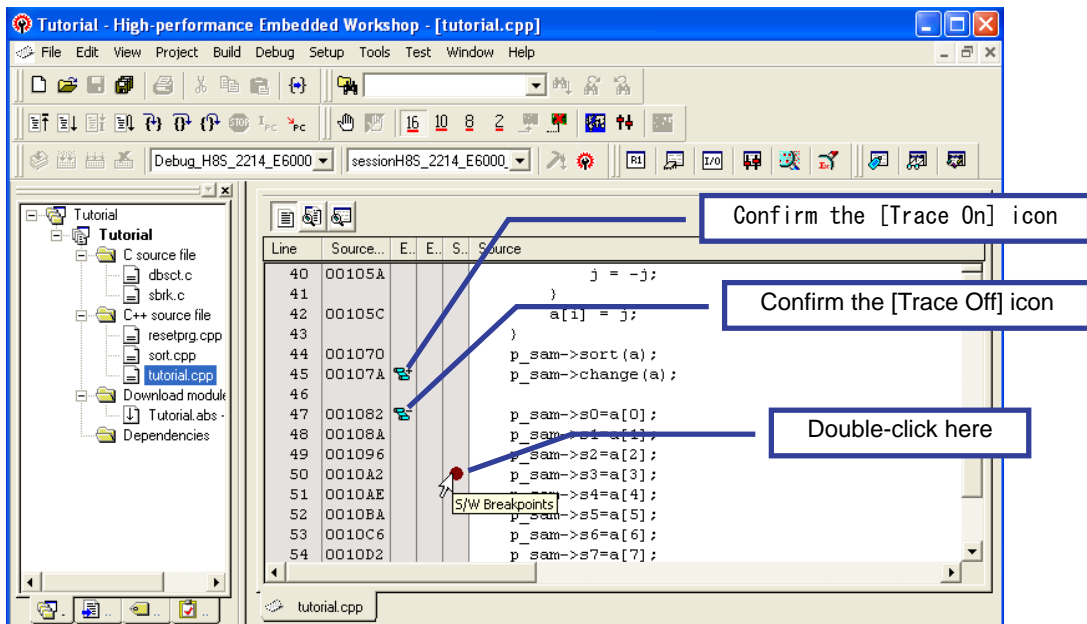 Tutorial - High-performance Embedded Workshop - [tutorial.cpp]
File Edit View Project Build Debug Setup Tools Test Window Help
16 10 8 2
Debug_H8S_2214_E6000 sessionH8S_2214_E6000_ R1 I/O
Tutorial
Tutorial
C source file
dbsct.c
sbrk.c
C++ source file
resetprg.cpp
sort.cpp
tutorial.cpp
Download module
Tutorial.abs -
Dependencies
Confirm the [Trace On] icon
Confirm the [Trace Off] icon
Double-click here
Line Source... E.. E.. S.. Source
40 00105A j = -j;
41 }
42 00105C a[i] = j;
43 }
44 001070 p_sam->sort(a);
45 00107A p_sam->change(a);
46
47 001082 p_sam->s0=a[0];
48 00108A p_sam->s1=a[1];
49 001096 p_sam->s2=a[2];
50 0010A2 p_sam->s3=a[3];
51 0010AE p_sam->s4=a[4];
S/W Breakpoints
52 0010BA p_sam->s5=a[5];
53 0010C6 p_sam->s6=a[6];
54 0010D2 p_sam->s7=a[7];
tutorial.cpp